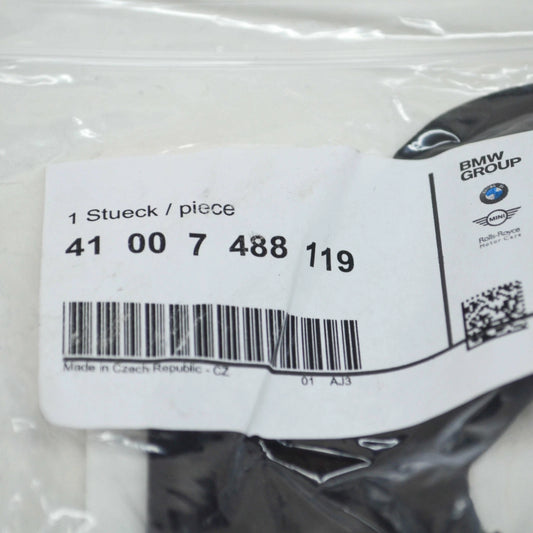 1 Stueck / piece
41 00 7 488 119
Made in Czech Republic - CZ
01 AJ3
BMW
GROUP
MINI
Rolls-Royce
Motor Cars